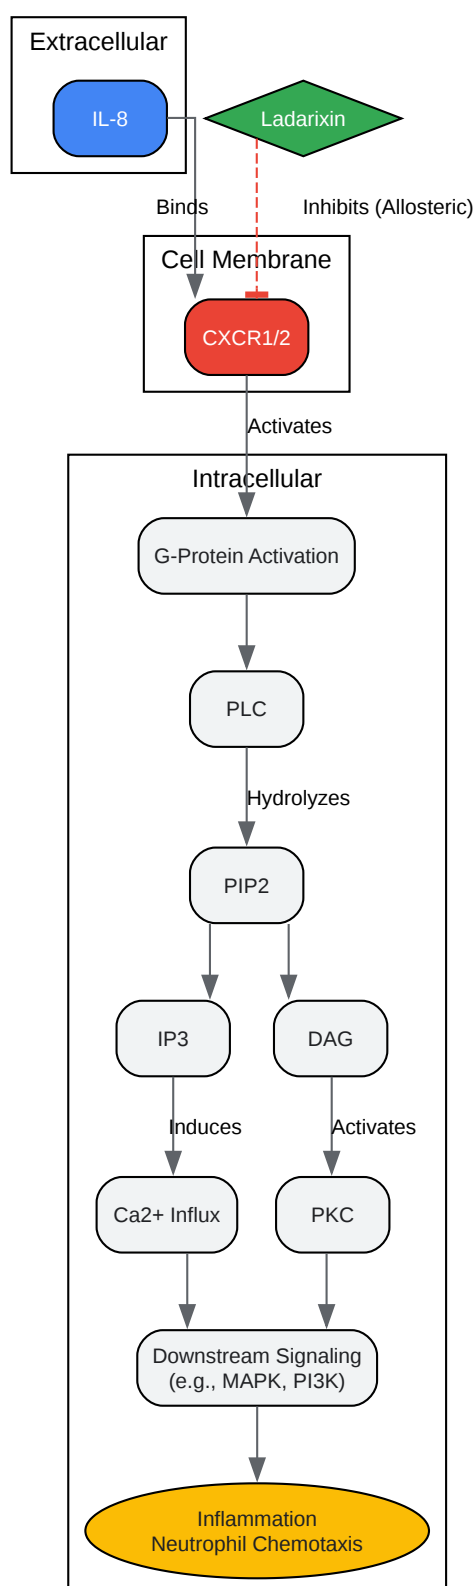 Extracellular
IL-8
Ladarixin
Binds
Inhibits (Allosteric)
Cell Membrane
CXCR1/2
Activates
Intracellular
G-Protein Activation
PLC
Hydrolyzes
PIP2
IP3
DAG
Induces
Activates
Ca2+ Influx
PKC
Downstream Signaling
(e.g., MAPK, PI3K)
Inflammation
Neutrophil Chemotaxis